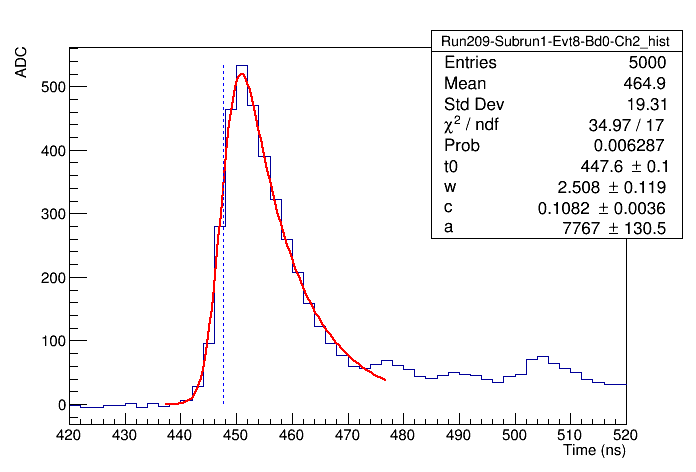 Run209-Subrun1-Evt8-Bd0-Ch2_hist
Entries 5000
Mean 464.9
Std Dev 19.31
χ² / ndf 34.97 / 17
Prob 0.006287
t0 447.6 ± 0.1
w 2.508 ± 0.119
c 0.1082 ± 0.0036
a 7767 ± 130.5
ADC
500
400
300
200
100
0
420 430 440 450 460 470 480 490 500 510 520
Time (ns)